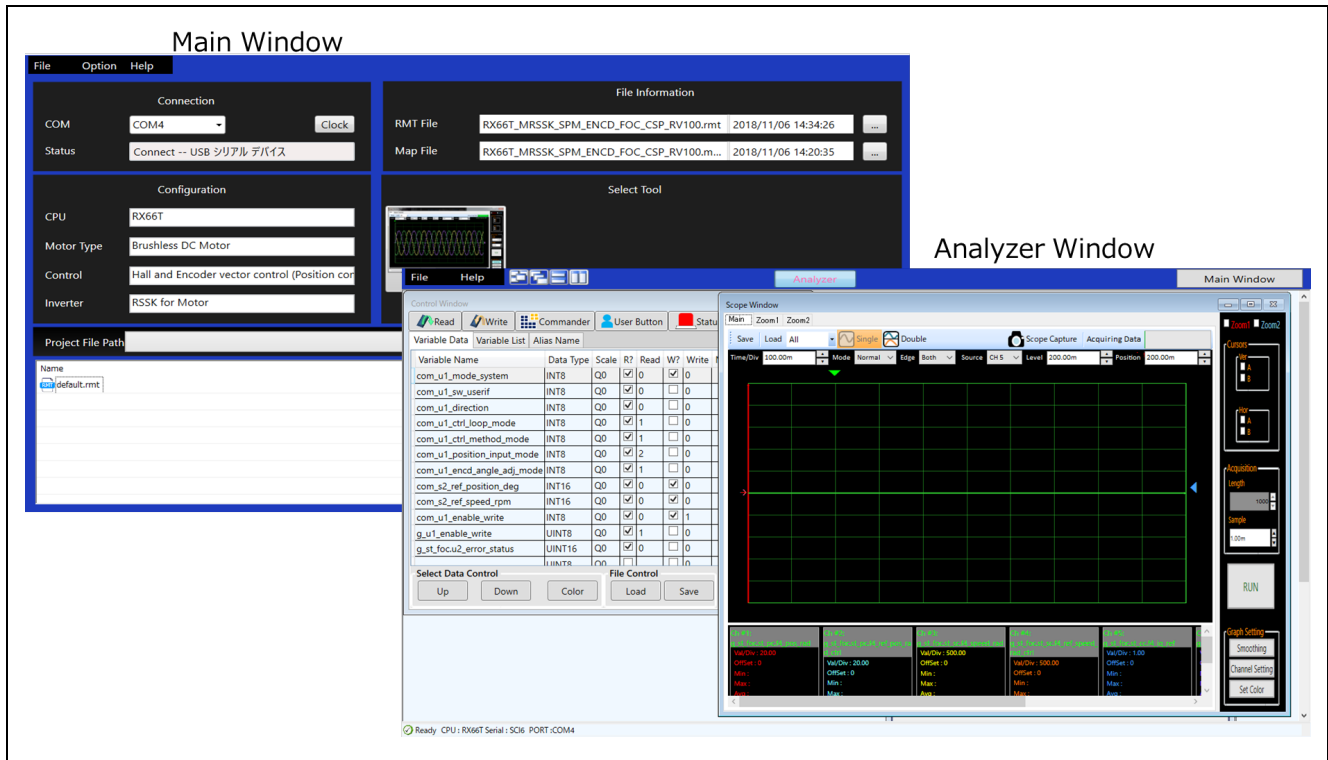 Main Window
File Option Help
Connection
COM COM4 Clock
Status Connect -- USB シリアル デバイス
File Information
RMT File RX66T_MRSSK_SPM_ENCD_FOC_CSP_RV100.rmt 2018/11/06 14:34:26 ...
Map File RX66T_MRSSK_SPM_ENCD_FOC_CSP_RV100.m... 2018/11/06 14:20:35 ...
Configuration
CPU RX66T
Motor Type Brushless DC Motor
Control Hall and Encoder vector control (Position con
Inverter RSSK for Motor
Select Tool
Project File Path
Name
default.rmt
Analyzer Window
File Help Analyzer Main Window
Control Window
Read Write Commander User Button Statu
Variable Data Variable List Alias Name
Variable Name Data Type Scale R? Read W? Write
com_u1_mode_system INT8 Q0 0 0
com_u1_sw_userif INT8 Q0 0 0
com_u1_direction INT8 Q0 0 0
com_u1_ctrl_loop_mode INT8 Q0 1 0
com_u1_ctrl_method_mode INT8 Q0 1 0
com_u1_position_input_mode INT8 Q0 2 0
com_u1_encd_angle_adj_mode INT8 Q0 1 0
com_s2_ref_position_deg INT16 Q0 0 0
com_s2_ref_speed_rpm INT16 Q0 0 0
com_u1_enable_write INT8 Q0 0 1
g_u1_enable_write UINT8 Q0 1 0
g_st_foc.u2_error_status UINT16 Q0 0 0
Select Data Control File Control
Up Down Color Load Save
Scope Window
Main Zoom1 Zoom2
Save Load All Single Double Scope Capture Acquiring Data
Time/Div 100.00m Mode Normal Edge Both Source CH 5 Level 200.00m Position 200.00m
Zoom1 Zoom2
Cursors
Ver
A
B
Hor
A
B
Acquisition
Length
1000
Sample
1.00m
RUN
Graph Setting
Smoothing
Channel Setting
Set Color
Val/Div : 20.00 Val/Div : 20.00 Val/Div : 500.00 Val/Div : 500.00 Val/Div : 1.00
OffSet : 0 OffSet : 0 OffSet : 0 OffSet : 0 OffSet : 0
Min : Min : Min : Min : Min :
Max : Max : Max : Max : Max :
Ready CPU : RX66T Serial : SCI6 PORT :COM4